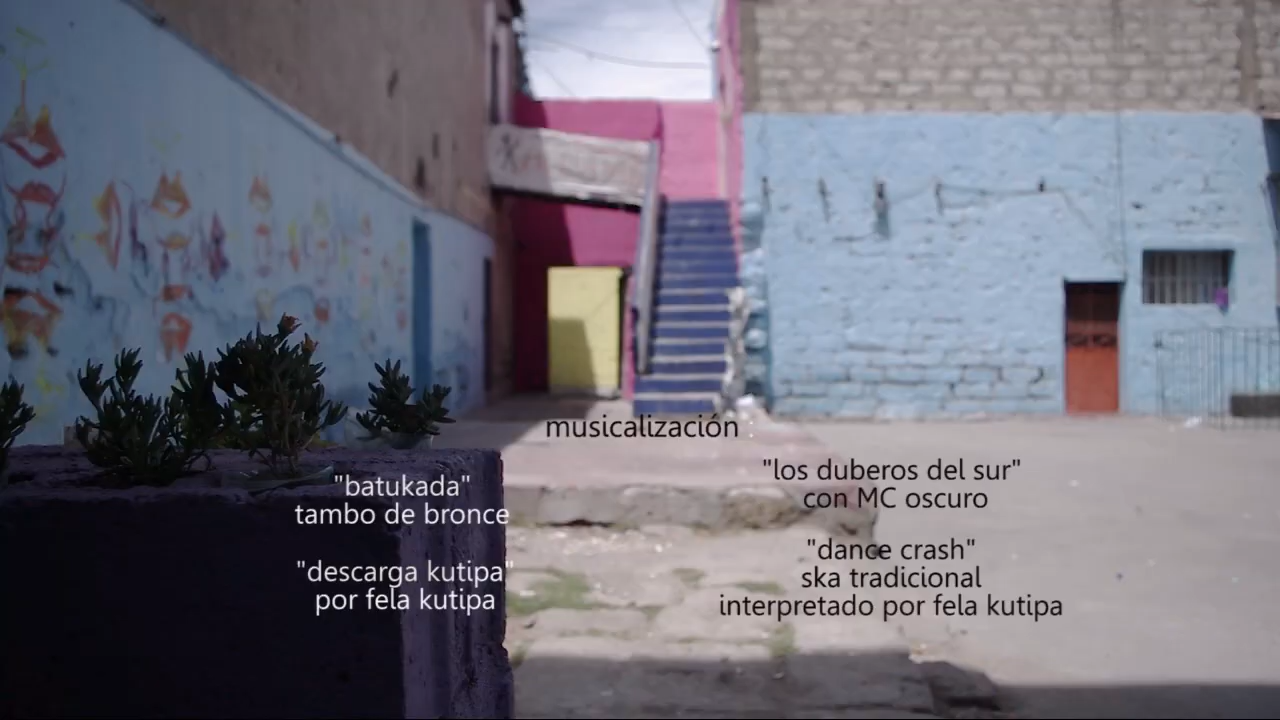 musicalización :
"batukada"
tambo de bronce
"descarga kutipa"
por fela kutipa
"los duberos del sur"
con MC oscuro
"dance crash"
ska tradicional
interpretado por fela kutipa